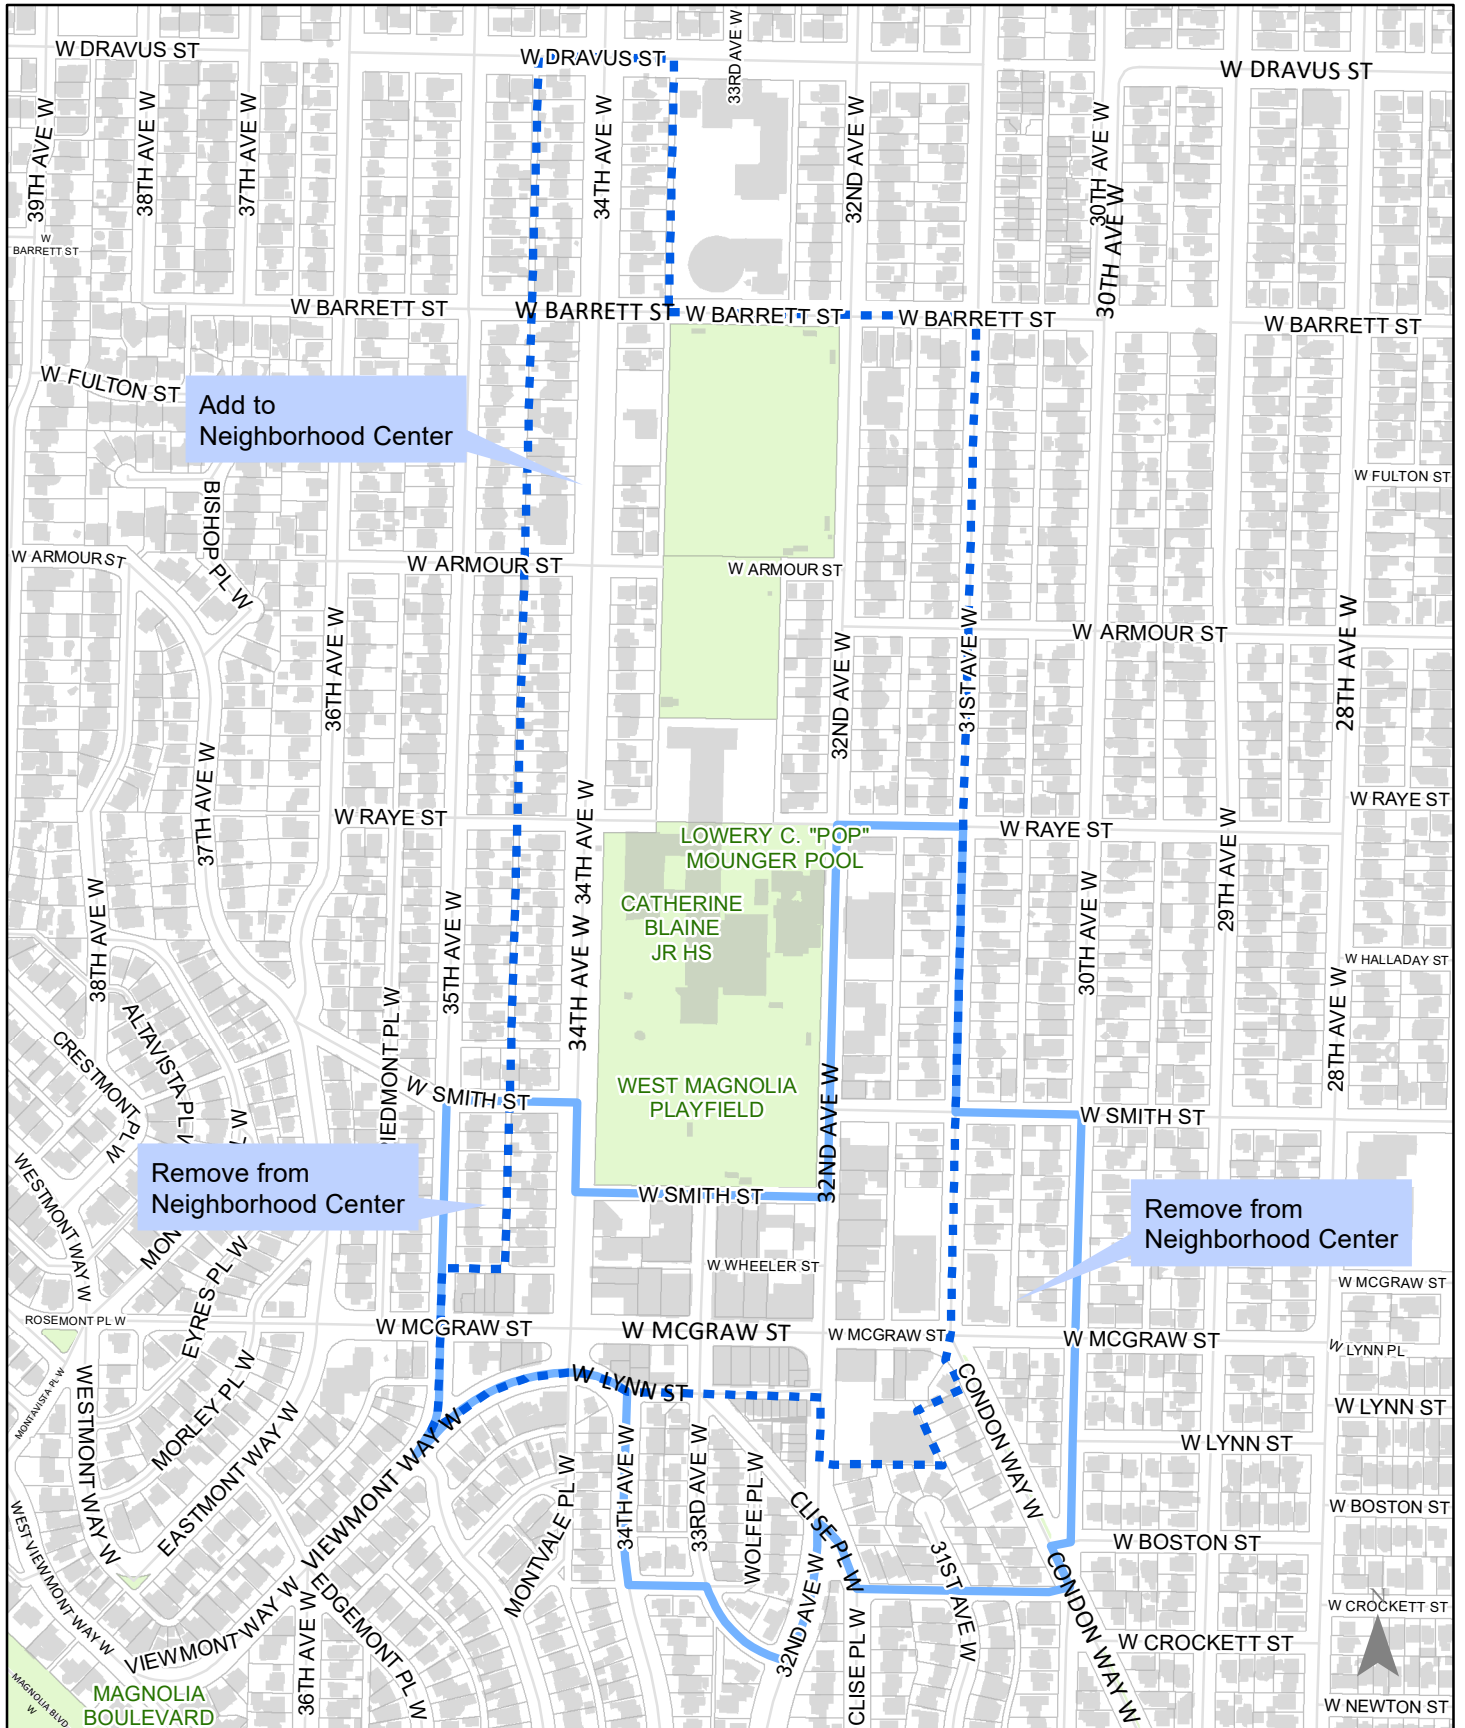 W DRAVUS ST
W DRAVUS ST
33RD AVE W
W DRAVUS ST
39TH AVE W
38TH AVE W
37TH AVE W
34TH AVE W
32ND AVE W
30TH AVE W
30TH AVE W
W
BARRETT ST
W BARRETT ST
W BARRETT ST
W BARRETT ST
W BARRETT ST
W BARRETT ST
W FULTON ST
Add to
Neighborhood Center
W FULTON ST
BISHOP PL W
W ARMOUR ST
W ARMOUR ST
W ARMOUR ST
W ARMOUR ST
36TH AVE W
32ND AVE W
31ST AVE W
28TH AVE W
37TH AVE W
W RAYE ST
34TH AVE W
34TH AVE W
LOWERY C. "POP"
MOUNGER POOL
W RAYE ST
W RAYE ST
CATHERINE
BLAINE
JR HS
38TH AVE W
35TH AVE W
30TH AVE W
29TH AVE W
W HALLADAY ST
28TH AVE W
CRESTMONT PL W
ALTAVISTA PL W
PIEDMONT PL W
W SMITH ST
WEST MAGNOLIA
PLAYFIELD
32ND AVE W
W SMITH ST
Remove from
Neighborhood Center
W SMITH ST
Remove from
Neighborhood Center
WESTMONT WAY W
MON
EYRES PL W
W WHEELER ST
W MCGRAW ST
ROSEMONT PL W
W MCGRAW ST
W MCGRAW ST
W MCGRAW ST
W MCGRAW ST
W LYNN PL
MONTAVISTA PL W
WESTMONT WAY W
MORLEY PL W
EASTMONT WAY W
W LYNN ST
CONDON WAY W
W LYNN ST
W LYNN ST
VIEWMONT WAY W
34TH AVE W
33RD AVE W
WOLFE PL W
CLISE PL W
MONTVALE PL W
W BOSTON ST
W BOSTON ST
WEST VIEWMONT WAY W
31ST AVE W
CONDON WAY W
EDGEMONT PL W
VIEWMONT WAY W
36TH AVE W
32ND AVE W
CLISE PL W
N
W CROCKETT ST
W CROCKETT ST
MAGNOLIA BLVD
W
MAGNOLIA
BOULEVARD
W NEWTON ST